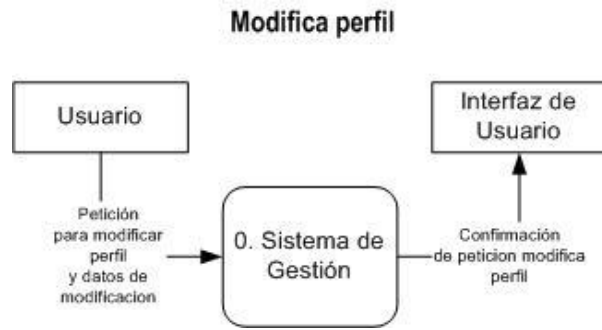 Modifica perfil
Usuario
Interfaz de
Usuario
Petición
para modificar
perfil
y datos de
modificacion
0. Sistema de
Gestión
Confirmación
de peticion modifica
perfil